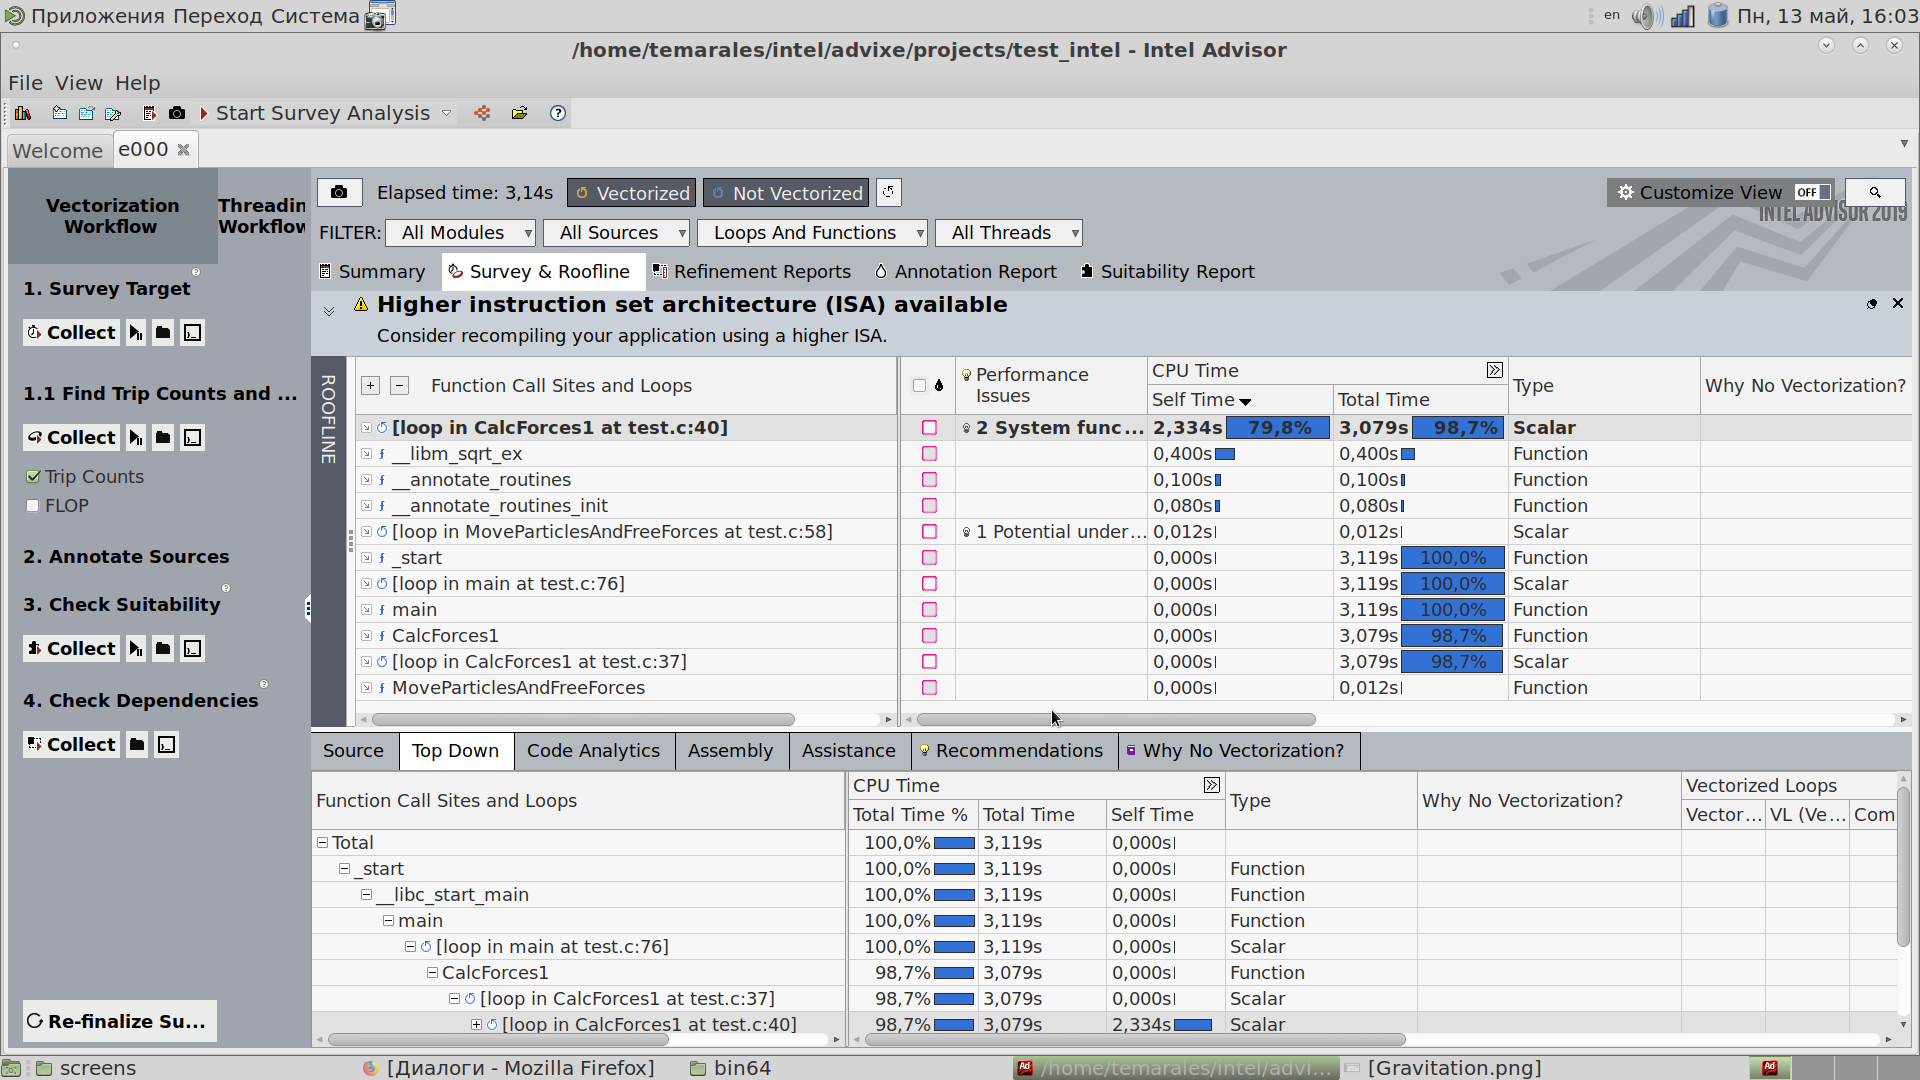 Приложения Переход Система
en
Пн, 13 май, 16:03
/home/temarales/intel/advixe/projects/test_intel - Intel Advisor
File View Help
Start Survey Analysis
Welcome
e000
Vectorization Workflow
Threadin Workflow
1. Survey Target
Collect
1.1 Find Trip Counts and ...
Collect
Trip Counts
FLOP
2. Annotate Sources
3. Check Suitability
Collect
4. Check Dependencies
Collect
Re-finalize Su...
Elapsed time: 3,14s Vectorized Not Vectorized
Customize View OFF
INTEL ADVISOR 2019
FILTER: All Modules All Sources Loops And Functions All Threads
Summary Survey & Roofline Refinement Reports Annotation Report Suitability Report
Higher instruction set architecture (ISA) available
Consider recompiling your application using a higher ISA.
ROOFLINE
+ - Function Call Sites and Loops Performance Issues CPU Time Type Why No Vectorization?
Self Time Total Time
[loop in CalcForces1 at test.c:40] 2 System func... 2,334s 79,8% 3,079s 98,7% Scalar
__libm_sqrt_ex 0,400s 0,400s Function
__annotate_routines 0,100s 0,100s Function
__annotate_routines_init 0,080s 0,080s Function
[loop in MoveParticlesAndFreeForces at test.c:58] 1 Potential under... 0,012s 0,012s Scalar
_start 0,000s 3,119s 100,0% Function
[loop in main at test.c:76] 0,000s 3,119s 100,0% Scalar
main 0,000s 3,119s 100,0% Function
CalcForces1 0,000s 3,079s 98,7% Function
[loop in CalcForces1 at test.c:37] 0,000s 3,079s 98,7% Scalar
MoveParticlesAndFreeForces 0,000s 0,012s Function
Source Top Down Code Analytics Assembly Assistance Recommendations Why No Vectorization?
Function Call Sites and Loops CPU Time Type Why No Vectorization? Vectorized Loops
Total Time % Total Time Self Time Vector... VL (Ve... Com
Total 100,0% 3,119s 0,000s
_start 100,0% 3,119s 0,000s Function
__libc_start_main 100,0% 3,119s 0,000s Function
main 100,0% 3,119s 0,000s Function
[loop in main at test.c:76] 100,0% 3,119s 0,000s Scalar
CalcForces1 98,7% 3,079s 0,000s Function
[loop in CalcForces1 at test.c:37] 98,7% 3,079s 0,000s Scalar
[loop in CalcForces1 at test.c:40] 98,7% 3,079s 2,334s Scalar
screens
[Диалоги - Mozilla Firefox]
bin64
Ad /home/temarales/intel/advi...
[Gravitation.png]
Ad